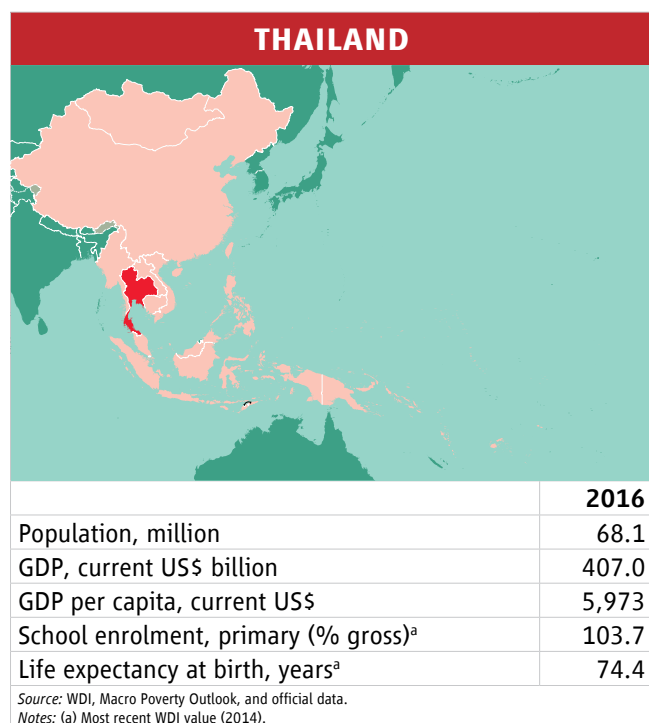 THAILAND
2016
Population, million 68.1
GDP, current US$ billion 407.0
GDP per capita, current US$ 5,973
School enrolment, primary (% gross)ᵃ 103.7
Life expectancy at birth, yearsᵃ 74.4
Source: WDI, Macro Poverty Outlook, and official data.
Notes: (a) Most recent WDI value (2014).